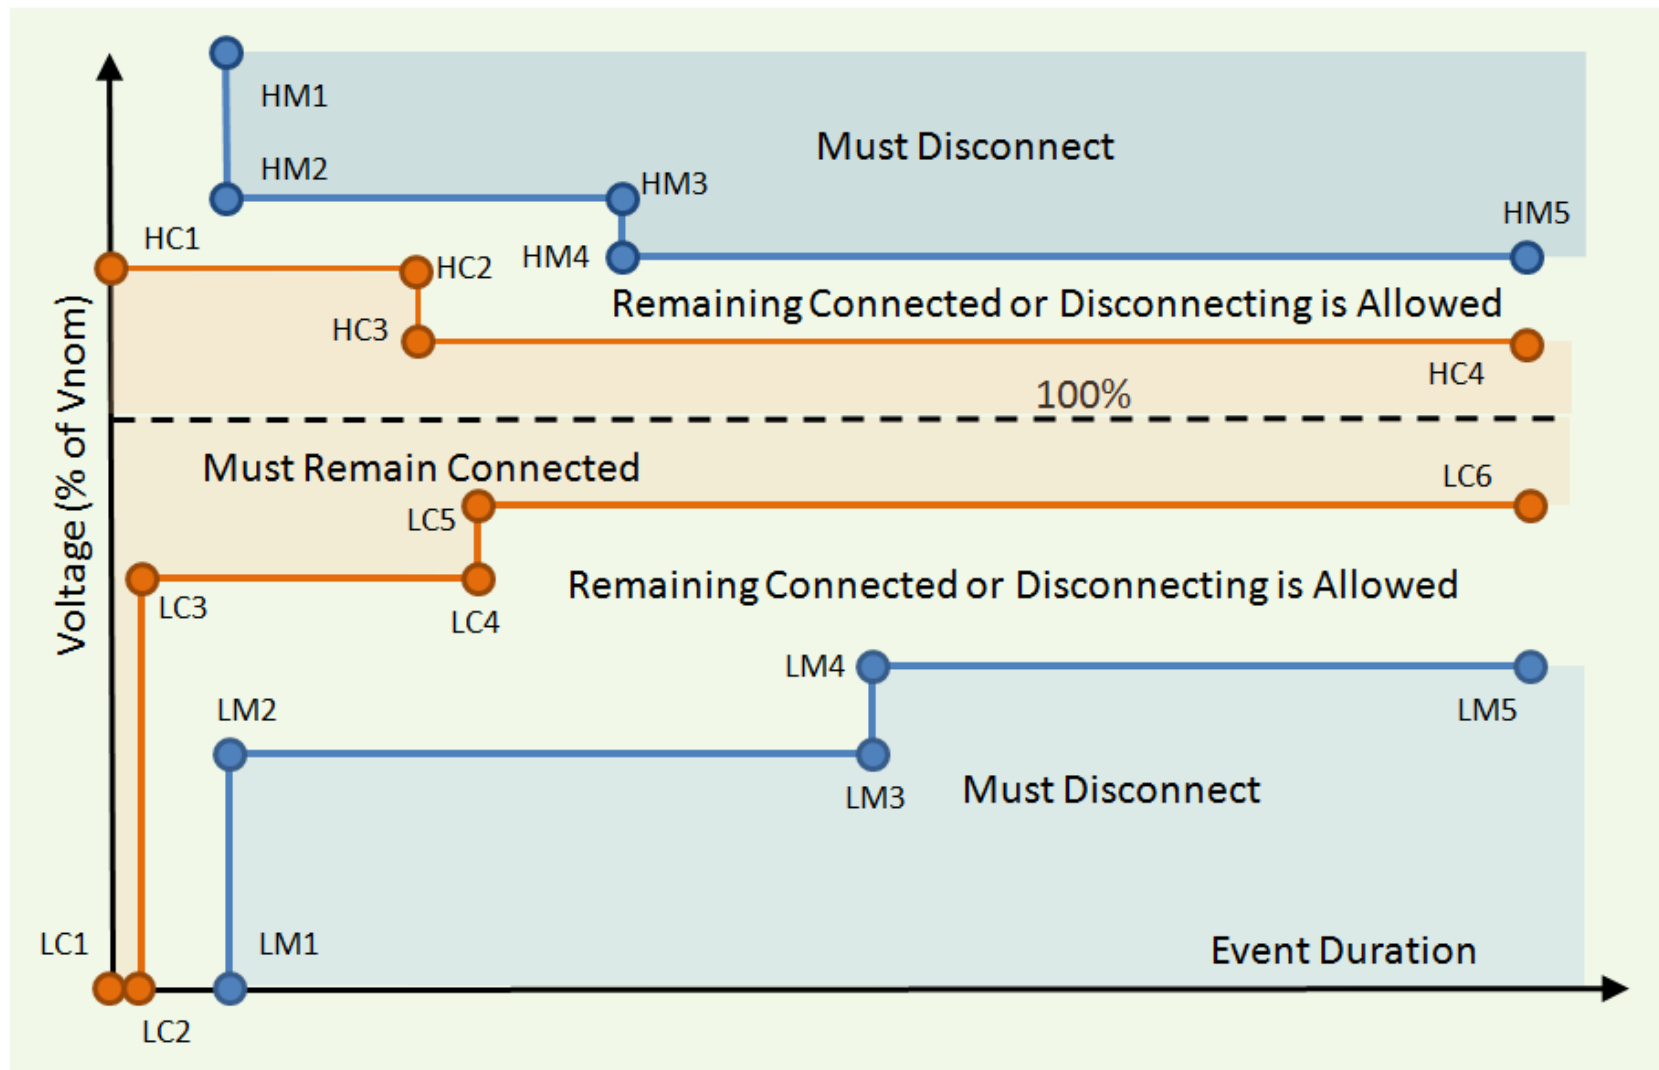 HM1
Must Disconnect
HM2
HM3
HM5
HC1
HM4
HC2
Remaining Connected or Disconnecting is Allowed
HC3
HC4
100%
Voltage (% of Vnom)
Must Remain Connected
LC6
LC5
Remaining Connected or Disconnecting is Allowed
LC3
LC4
LM4
LM2
LM5
LM3
Must Disconnect
LC1
LM1
Event Duration
LC2